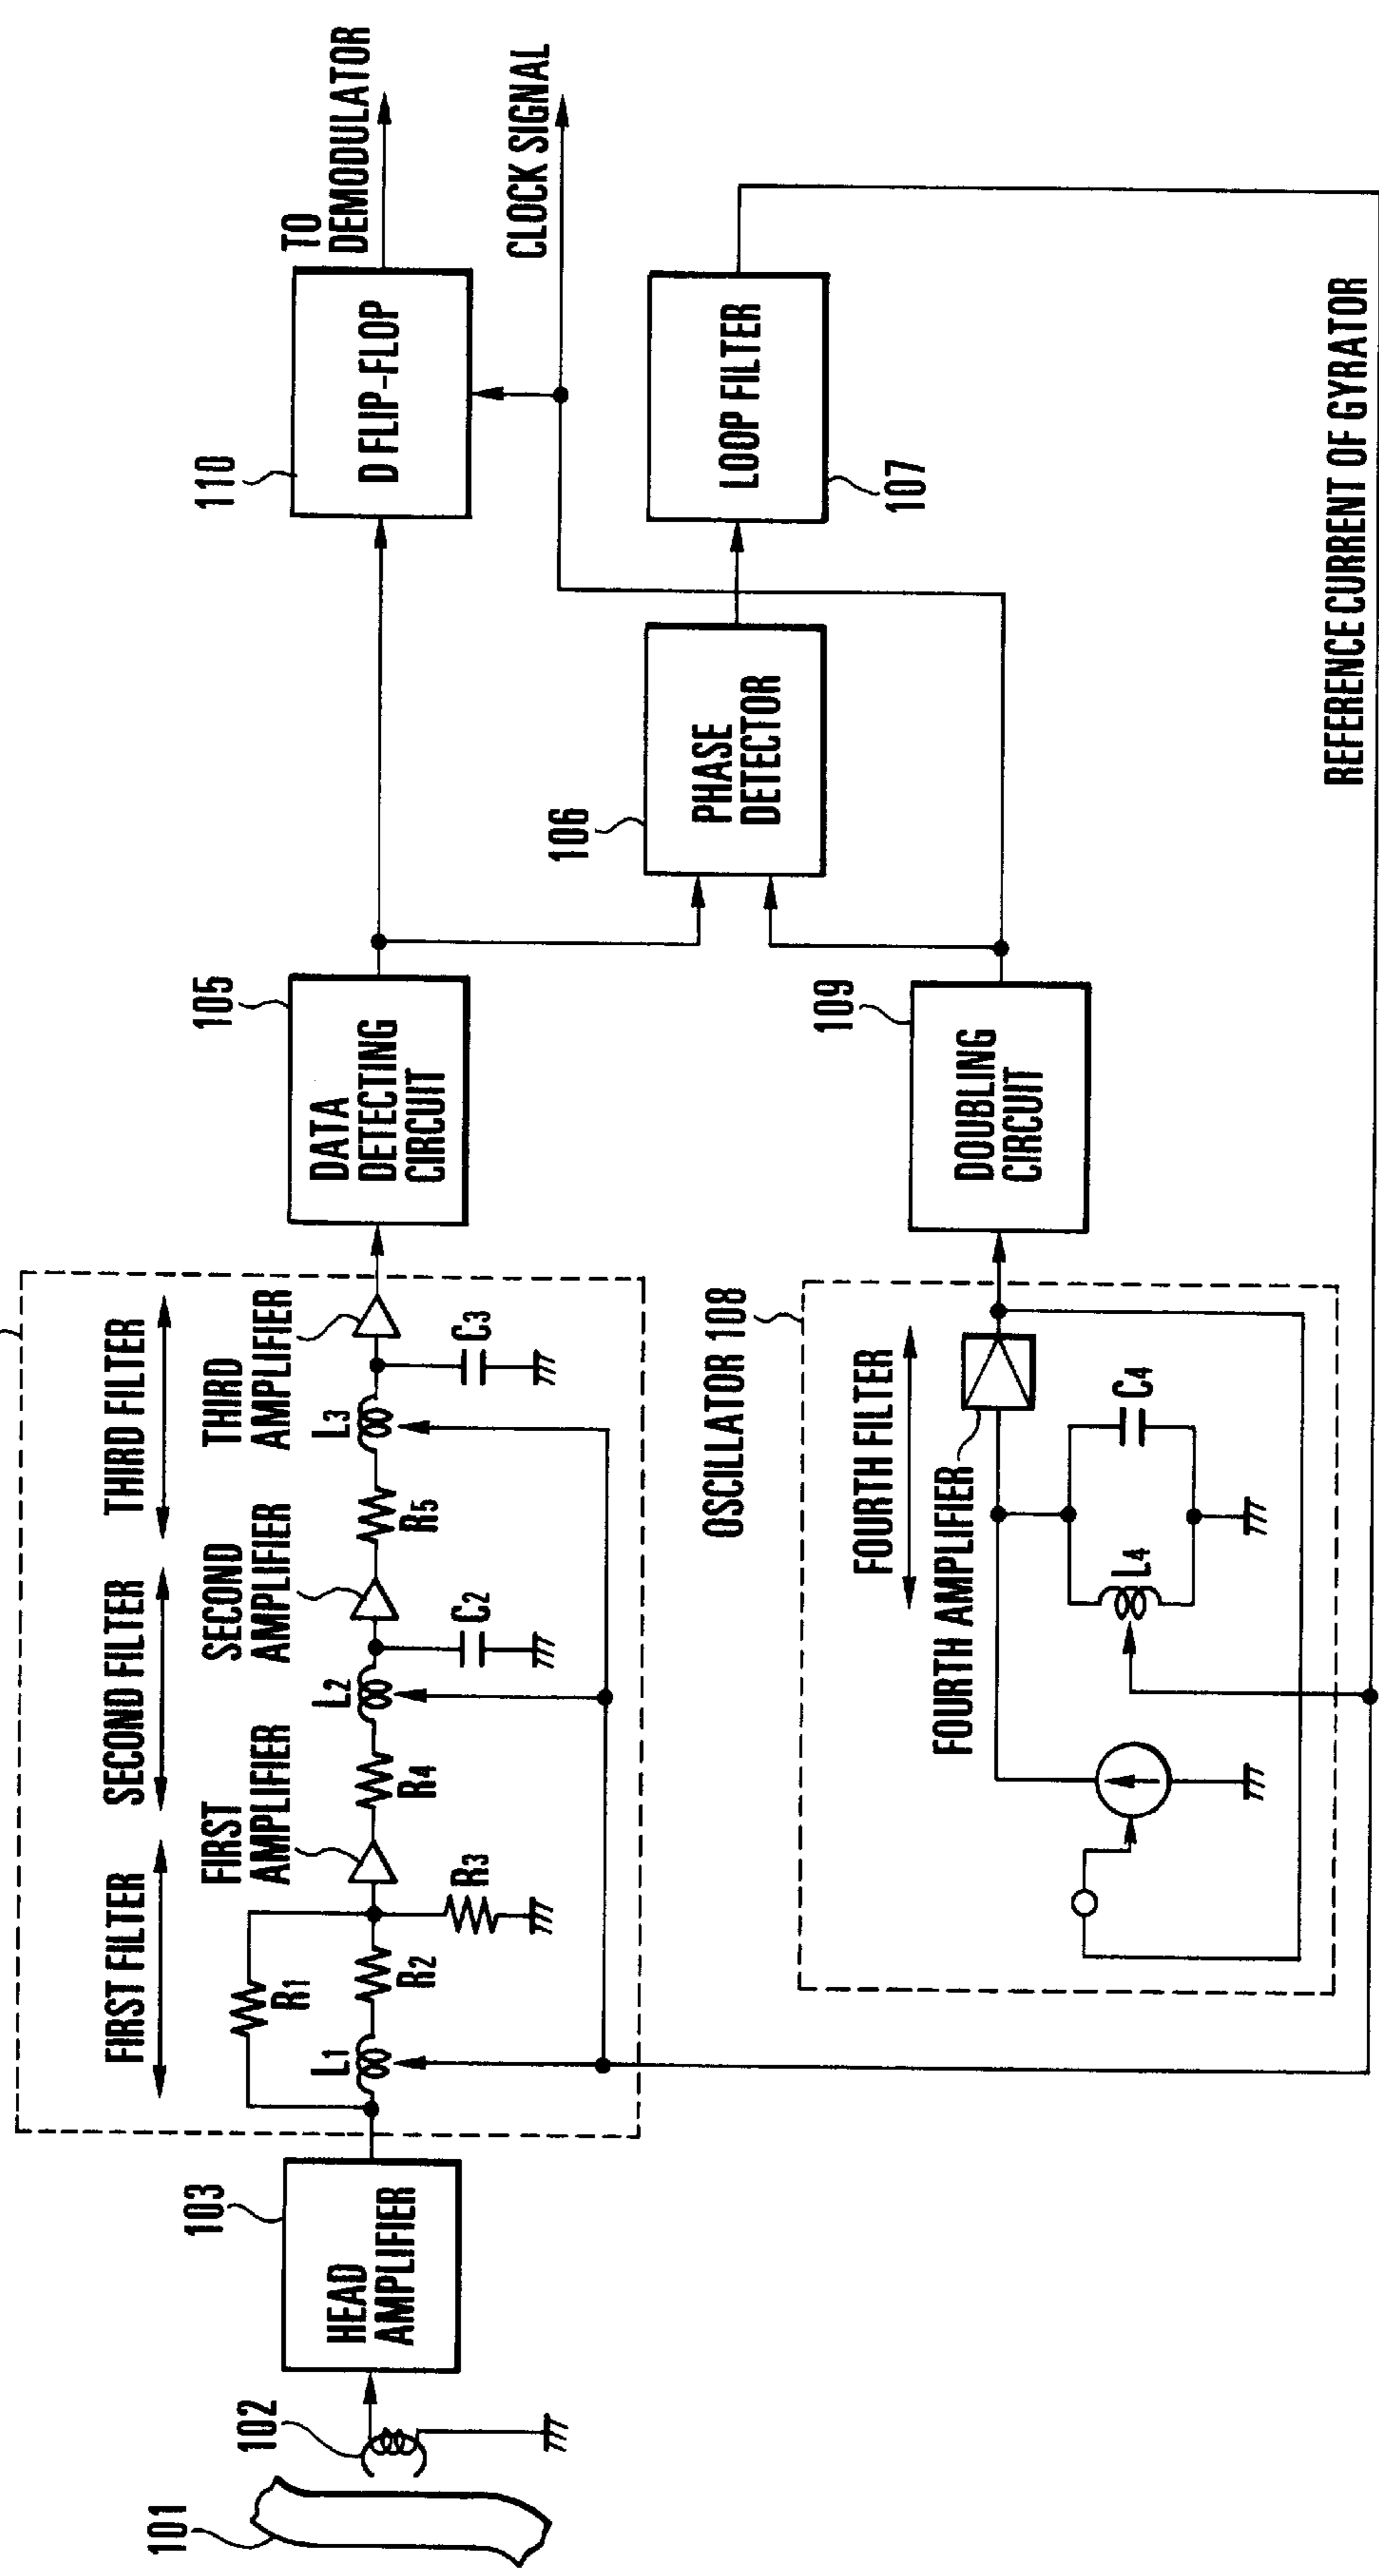 101
102
103
HEAD
AMPLIFIER
FIRST FILTER
SECOND FILTER
THIRD FILTER
FIRST
AMPLIFIER
SECOND
AMPLIFIER
THIRD
AMPLIFIER
R1
L1
R2
R3
R4
L2
C2
R5
L3
C3
105
DATA
DETECTING
CIRCUIT
110
D FLIP-FLOP
TO
DEMODULATOR
CLOCK SIGNAL
106
PHASE
DETECTOR
LOOP FILTER
107
OSCILLATOR 108
FOURTH FILTER
FOURTH AMPLIFIER
L4
C4
109
DOUBLING
CIRCUIT
REFERENCE CURRENT OF GYRATOR